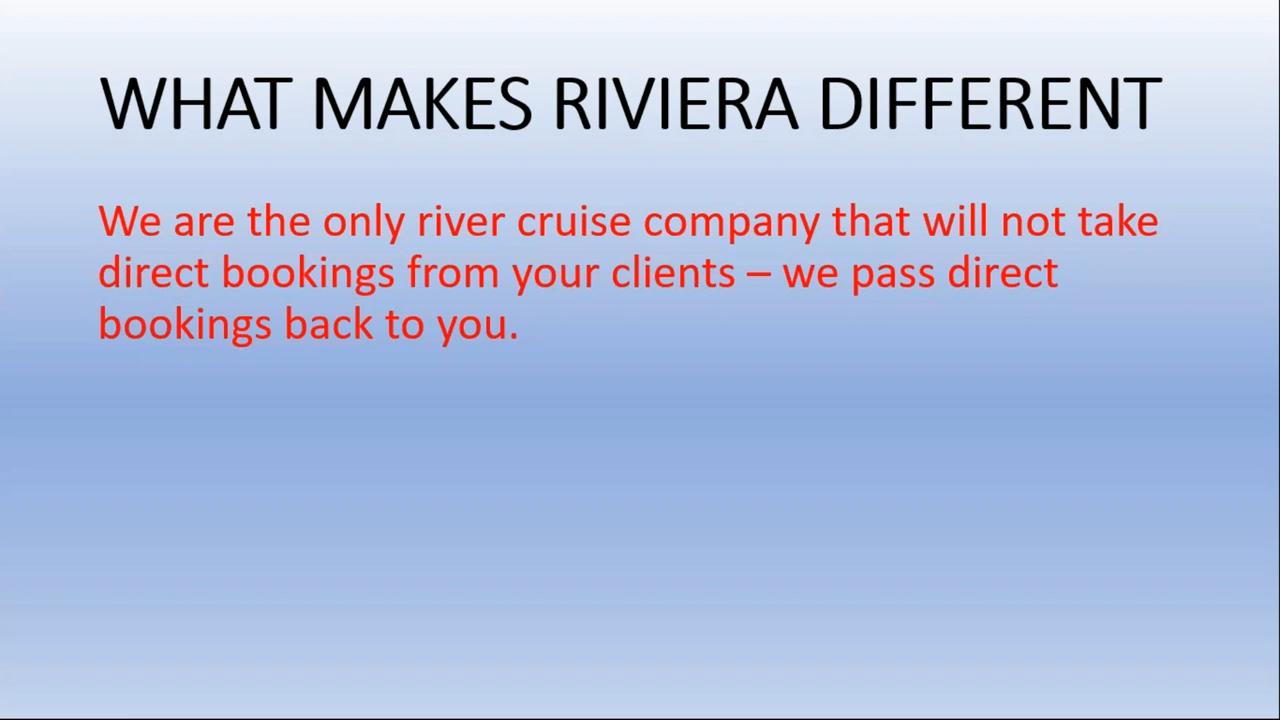 WHAT MAKES RIVIERA DIFFERENT
We are the only river cruise company that will not take
direct bookings from your clients – we pass direct
bookings back to you.